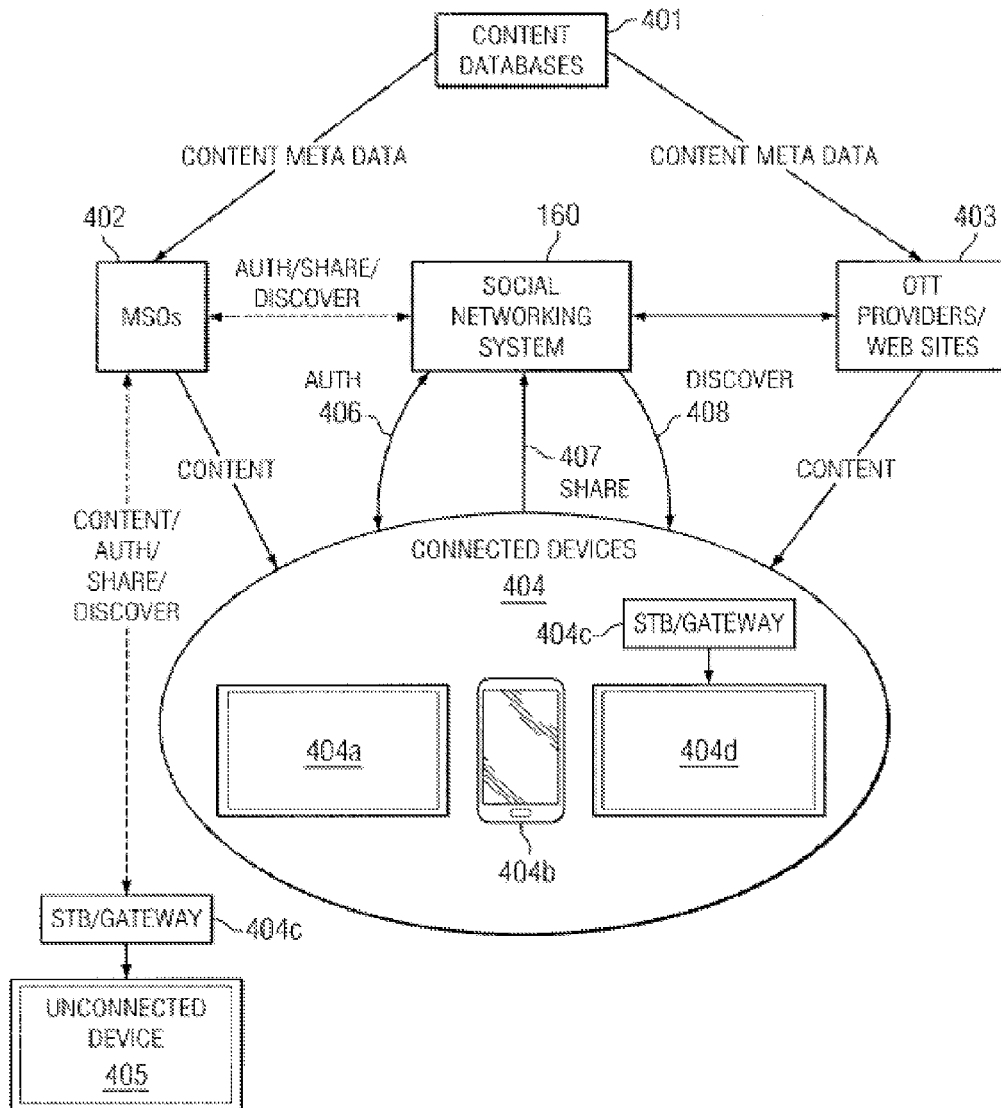 CONTENT
DATABASES
401
CONTENT META DATA
CONTENT META DATA
402
160
403
MSOs
AUTH/SHARE/
DISCOVER
SOCIAL
NETWORKING
SYSTEM
OTT
PROVIDERS/
WEB SITES
AUTH
406
DISCOVER
408
407
SHARE
CONTENT
CONTENT
CONTENT/
AUTH/
SHARE/
DISCOVER
CONNECTED DEVICES
404
404c
STB/GATEWAY
404a
404d
404b
STB/GATEWAY
404c
UNCONNECTED
DEVICE
405